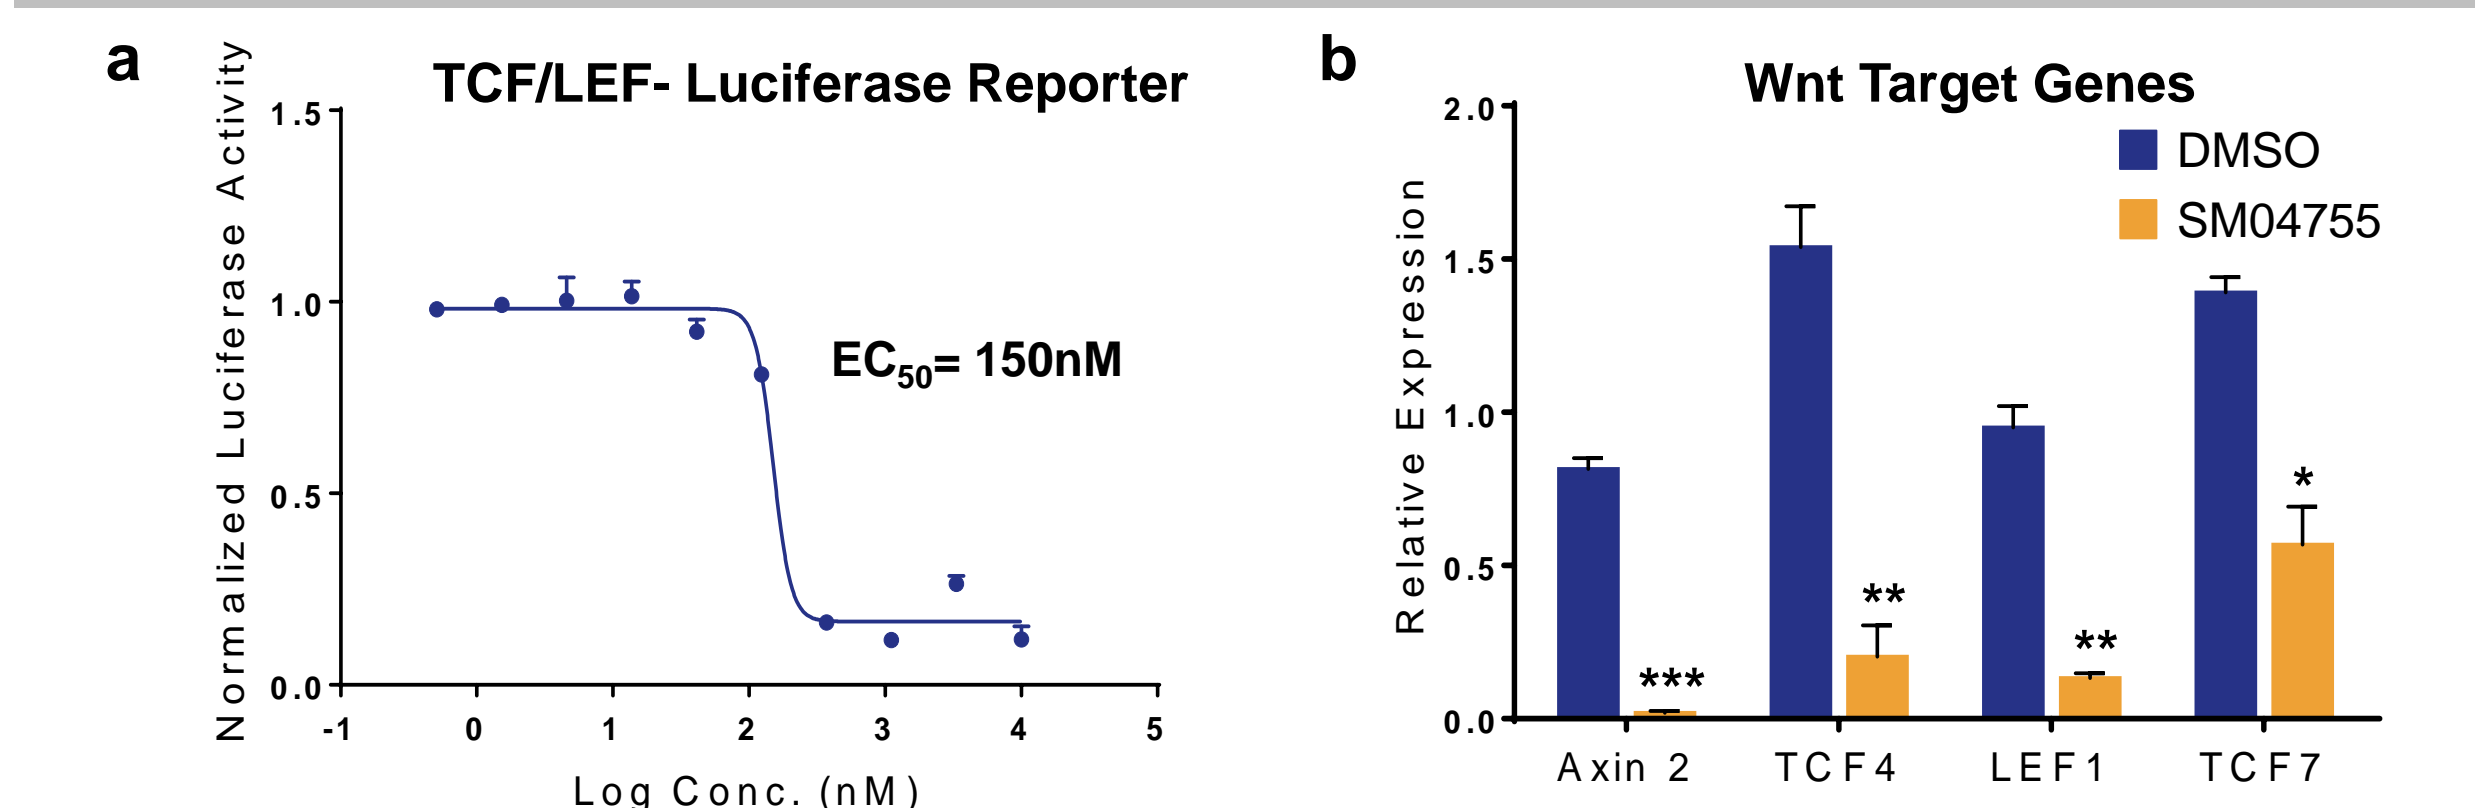 a
TCF/LEF- Luciferase Reporter
Normalized Luciferase Activity
1.5
1.0
0.5
0.0
EC50= 150nM
-1 0 1 2 3 4 5
Log Conc. (nM)
b
Wnt Target Genes
DMSO
SM04755
Relative Expression
2.0
1.5
1.0
0.5
0.0
***
**
**
*
Axin 2 TCF4 LEF1 TCF7